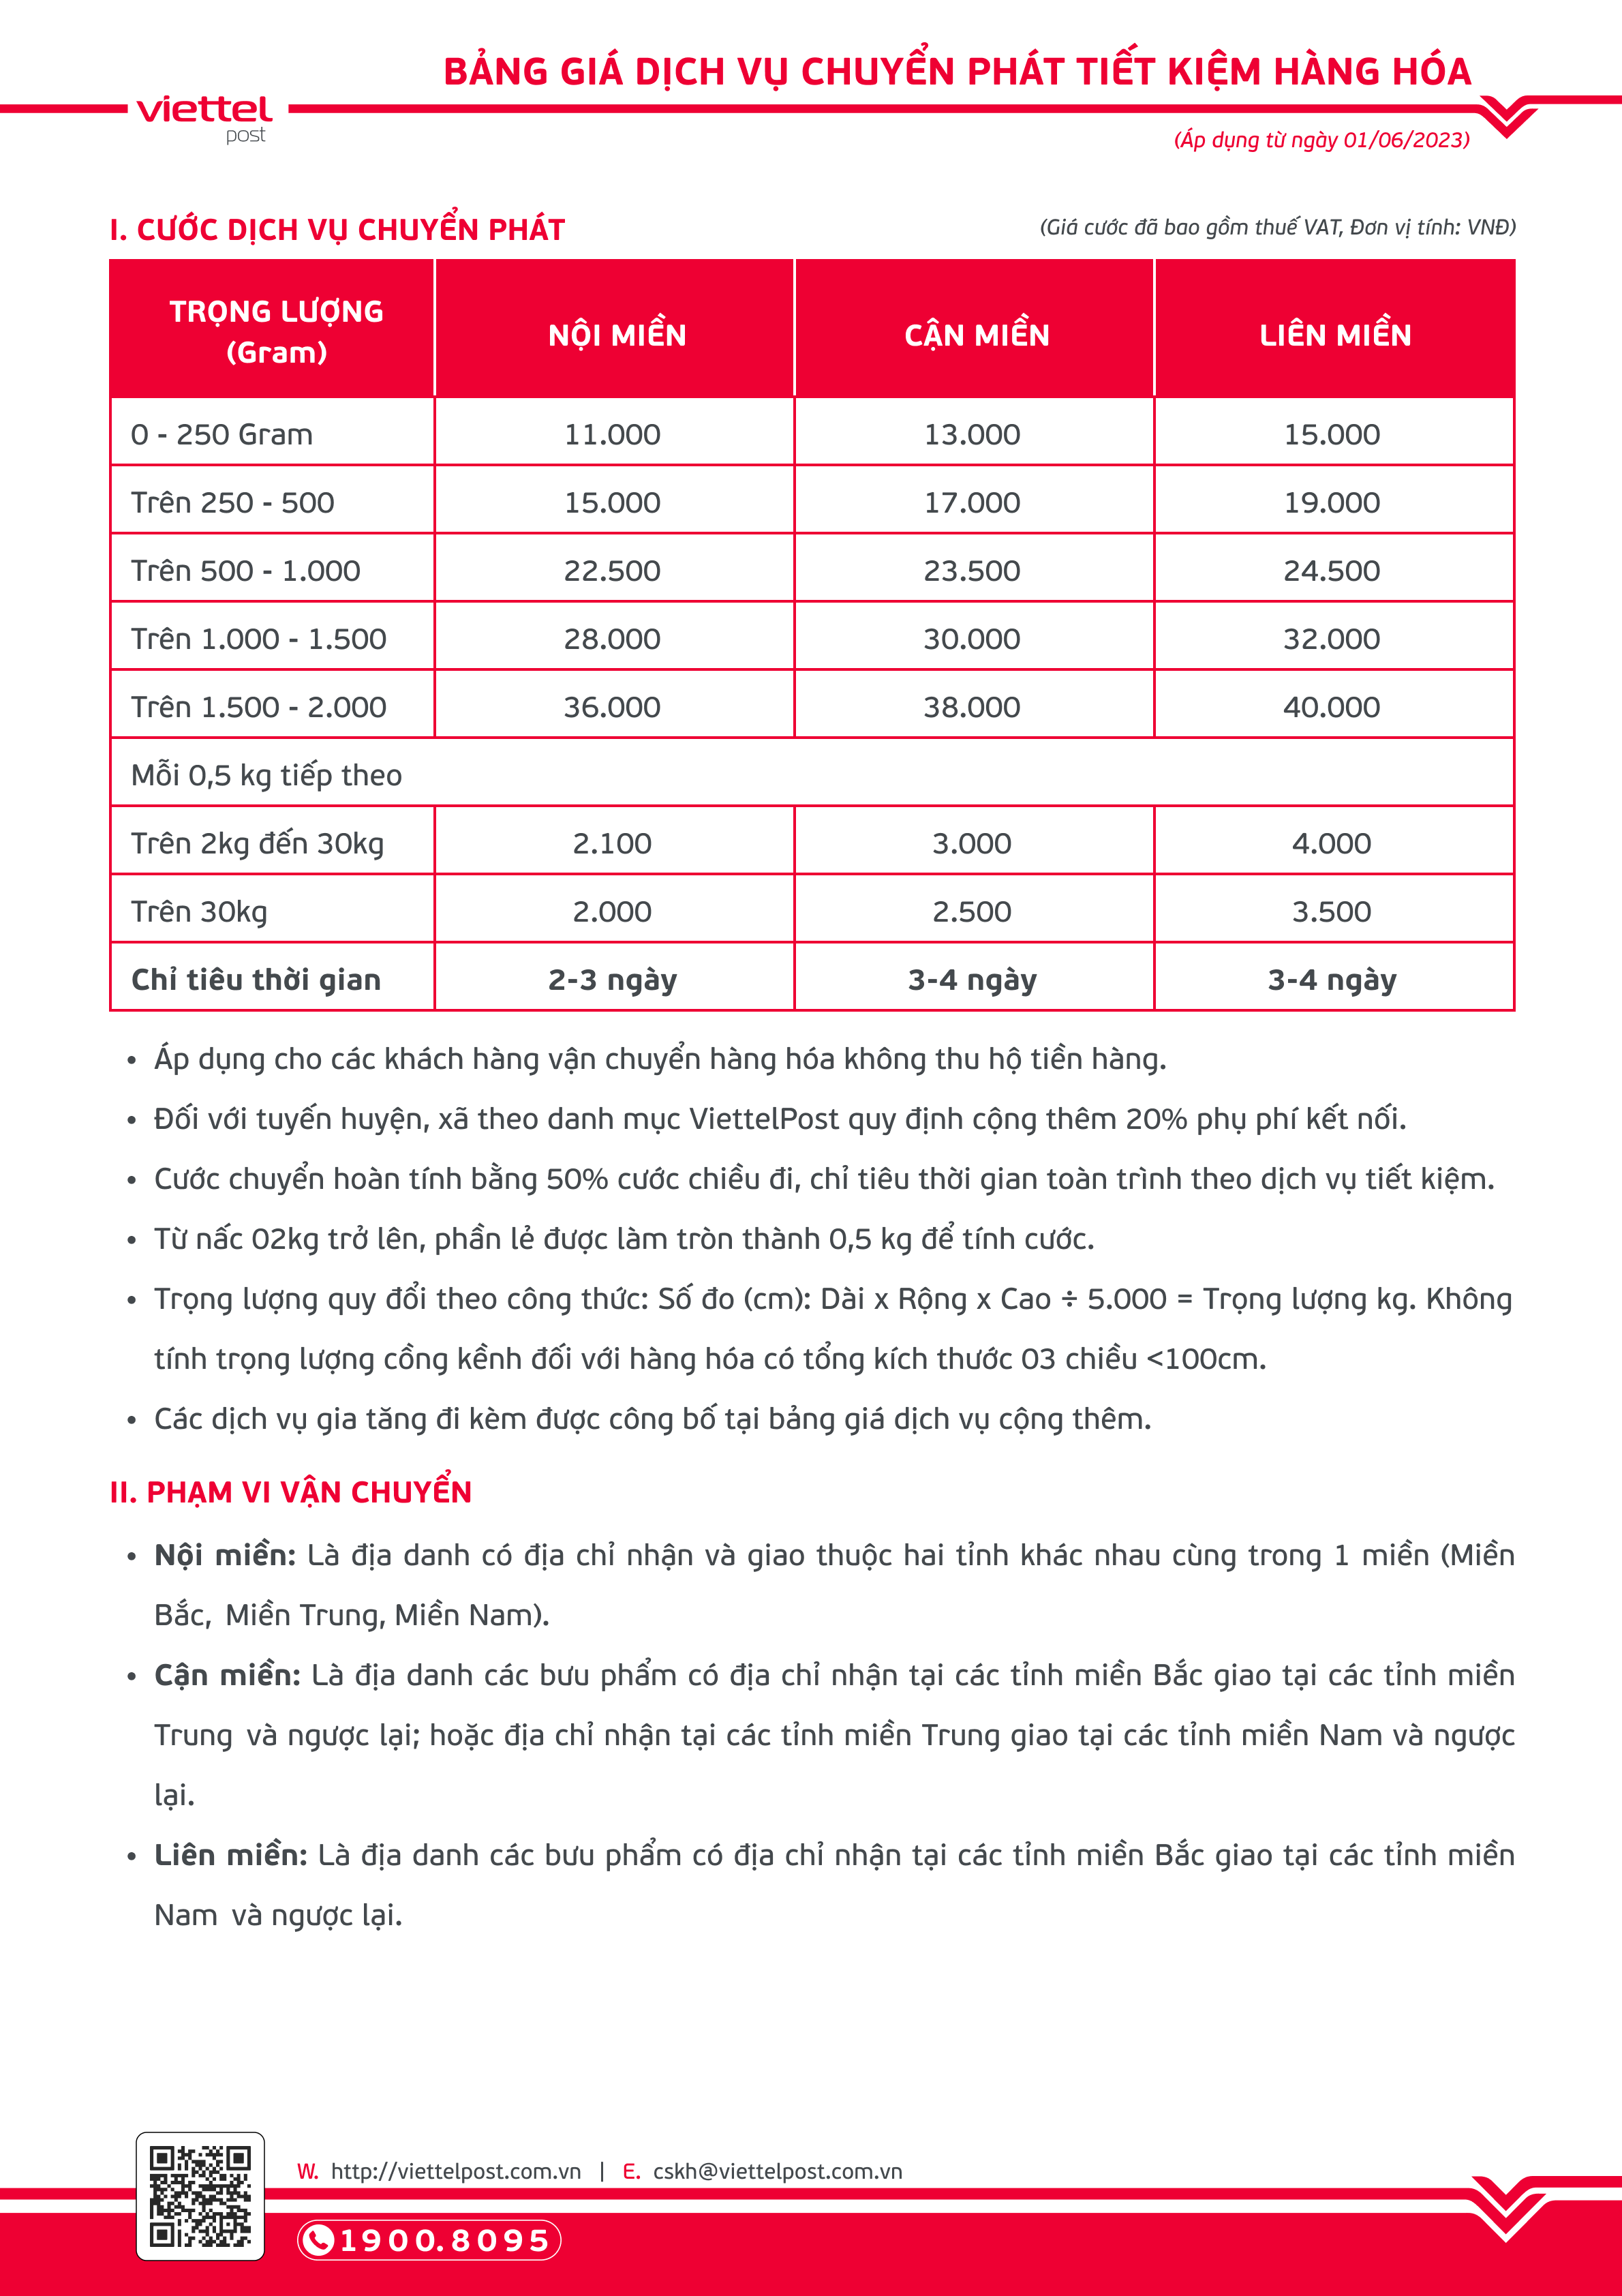 BẢNG GIÁ DỊCH VỤ CHUYỂN PHÁT TIẾT KIỆM HÀNG HÓA
viettel
post
(Áp dụng từ ngày 01/06/2023)
I. CƯỚC DỊCH VỤ CHUYỂN PHÁT
(Giá cước đã bao gồm thuế VAT, Đơn vị tính: VNĐ)
TRỌNG LƯỢNG
(Gram)
NỘI MIỀN
CẬN MIỀN
LIÊN MIỀN
0 - 250 Gram 11.000 13.000 15.000
Trên 250 - 500 15.000 17.000 19.000
Trên 500 - 1.000 22.500 23.500 24.500
Trên 1.000 - 1.500 28.000 30.000 32.000
Trên 1.500 - 2.000 36.000 38.000 40.000
Mỗi 0,5 kg tiếp theo
Trên 2kg đến 30kg 2.100 3.000 4.000
Trên 30kg 2.000 2.500 3.500
Chỉ tiêu thời gian 2-3 ngày 3-4 ngày 3-4 ngày
• Áp dụng cho các khách hàng vận chuyển hàng hóa không thu hộ tiền hàng.
• Đối với tuyến huyện, xã theo danh mục ViettelPost quy định cộng thêm 20% phụ phí kết nối.
• Cước chuyển hoàn tính bằng 50% cước chiều đi, chỉ tiêu thời gian toàn trình theo dịch vụ tiết kiệm.
• Từ nấc 02kg trở lên, phần lẻ được làm tròn thành 0,5 kg để tính cước.
• Trọng lượng quy đổi theo công thức: Số đo (cm): Dài x Rộng x Cao ÷ 5.000 = Trọng lượng kg. Không
tính trọng lượng cồng kềnh đối với hàng hóa có tổng kích thước 03 chiều <100cm.
• Các dịch vụ gia tăng đi kèm được công bố tại bảng giá dịch vụ cộng thêm.
II. PHẠM VI VẬN CHUYỂN
• Nội miền: Là địa danh có địa chỉ nhận và giao thuộc hai tỉnh khác nhau cùng trong 1 miền (Miền
Bắc, Miền Trung, Miền Nam).
• Cận miền: Là địa danh các bưu phẩm có địa chỉ nhận tại các tỉnh miền Bắc giao tại các tỉnh miền
Trung và ngược lại; hoặc địa chỉ nhận tại các tỉnh miền Trung giao tại các tỉnh miền Nam và ngược
lại.
• Liên miền: Là địa danh các bưu phẩm có địa chỉ nhận tại các tỉnh miền Bắc giao tại các tỉnh miền
Nam và ngược lại.
W. http://viettelpost.com.vn | E. cskh@viettelpost.com.vn
1900.8095